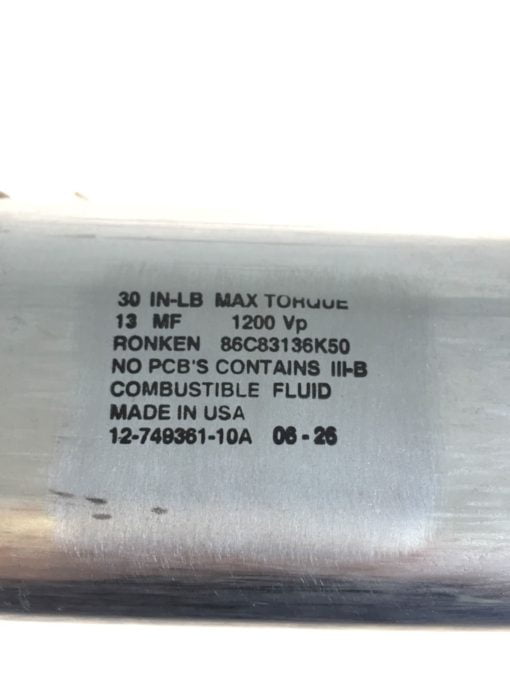 30 IN-LB MAX TORQUE
13 MF 1200 Vp
RONKEN 86C83136K50
NO PCB'S CONTAINS III-B
COMBUSTIBLE FLUID
MADE IN USA
12-749361-10A 06-26